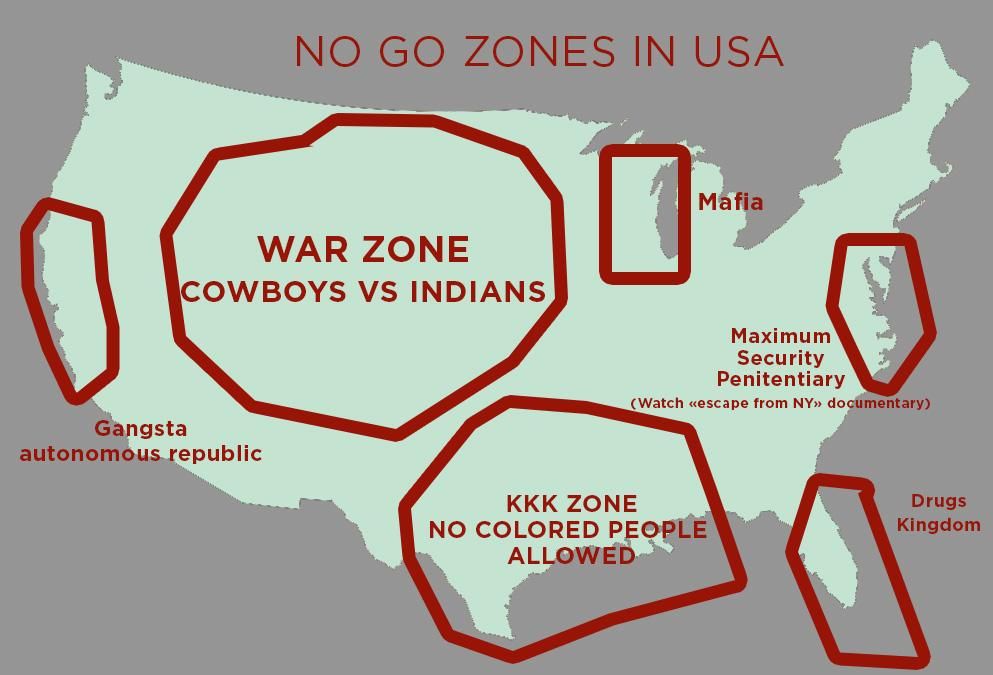 NO GO ZONES IN USA
Mafia
WAR ZONE
COWBOYS VS INDIANS
Maximum
Security
Penitentiary
(Watch «escape from NY» documentary)
Gangsta
autonomous republic
KKK ZONE
NO COLORED PEOPLE
ALLOWED
Drugs
Kingdom